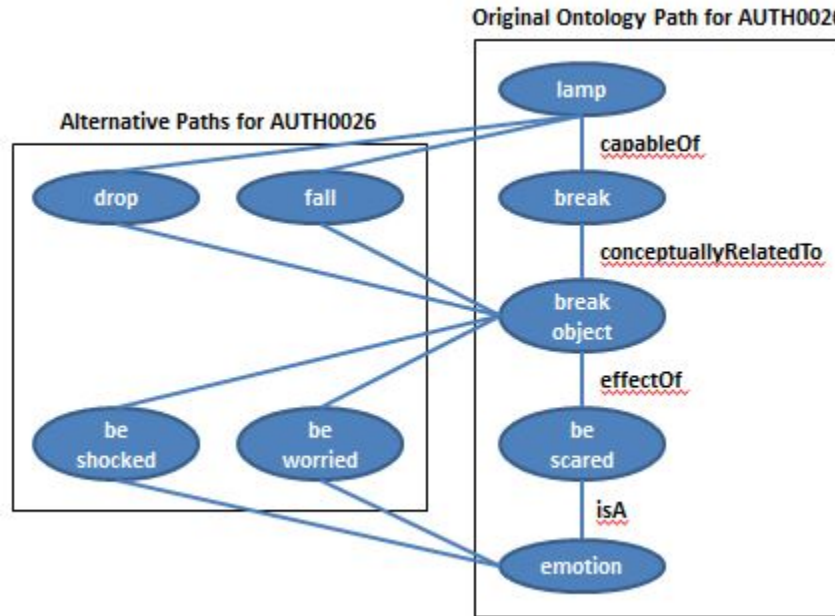 Original Ontology Path for AUTH0026
Alternative Paths for AUTH0026
lamp
capableOf
drop
fall
break
conceptuallyRelatedTo
break
object
effectOf
be
shocked
be
worried
be
scared
isA
emotion